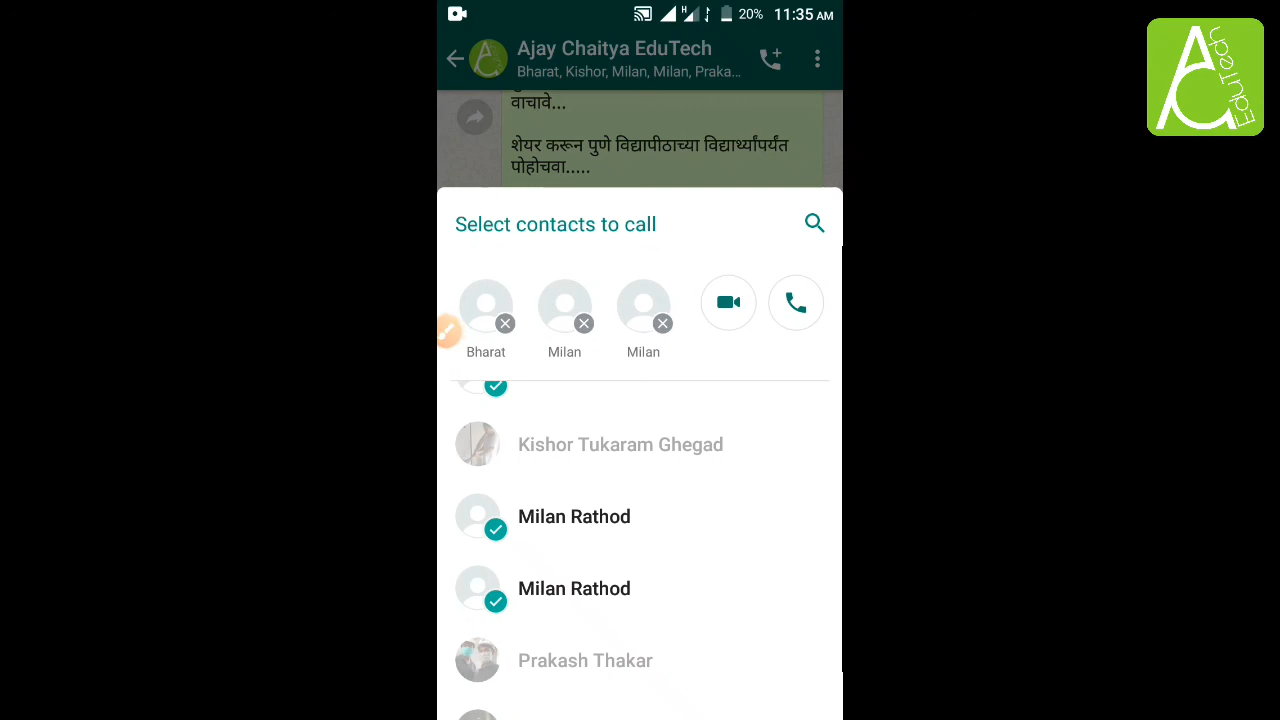 20% 11:35 AM
Ajay Chaitya EduTech
Bharat, Kishor, Milan, Milan, Praka...
वाचावे...
शेयर करून पुणे विद्यापीठाच्या विद्यार्थ्यांपर्यंत
पोहोचवा.....
Select contacts to call
Bharat Milan Milan
Kishor Tukaram Ghegad
Milan Rathod
Milan Rathod
Prakash Thakar
AC EduTech